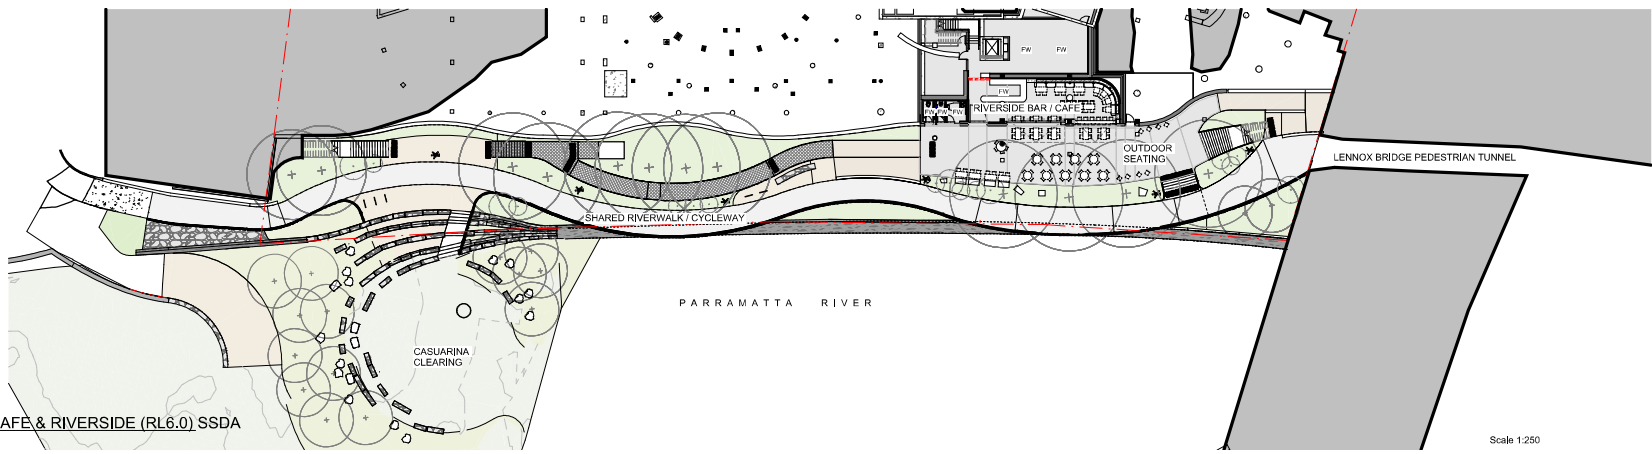 FW
FW
FW
FW
FW
FW
RIVERSIDE BAR / CAFE
OUTDOOR
SEATING
LENNOX BRIDGE PEDESTRIAN TUNNEL
SHARED RIVERWALK / CYCLEWAY
PARRAMATTA RIVER
CASUARINA
CLEARING
AFE & RIVERSIDE (RL6.0) SSDA
Scale 1:250